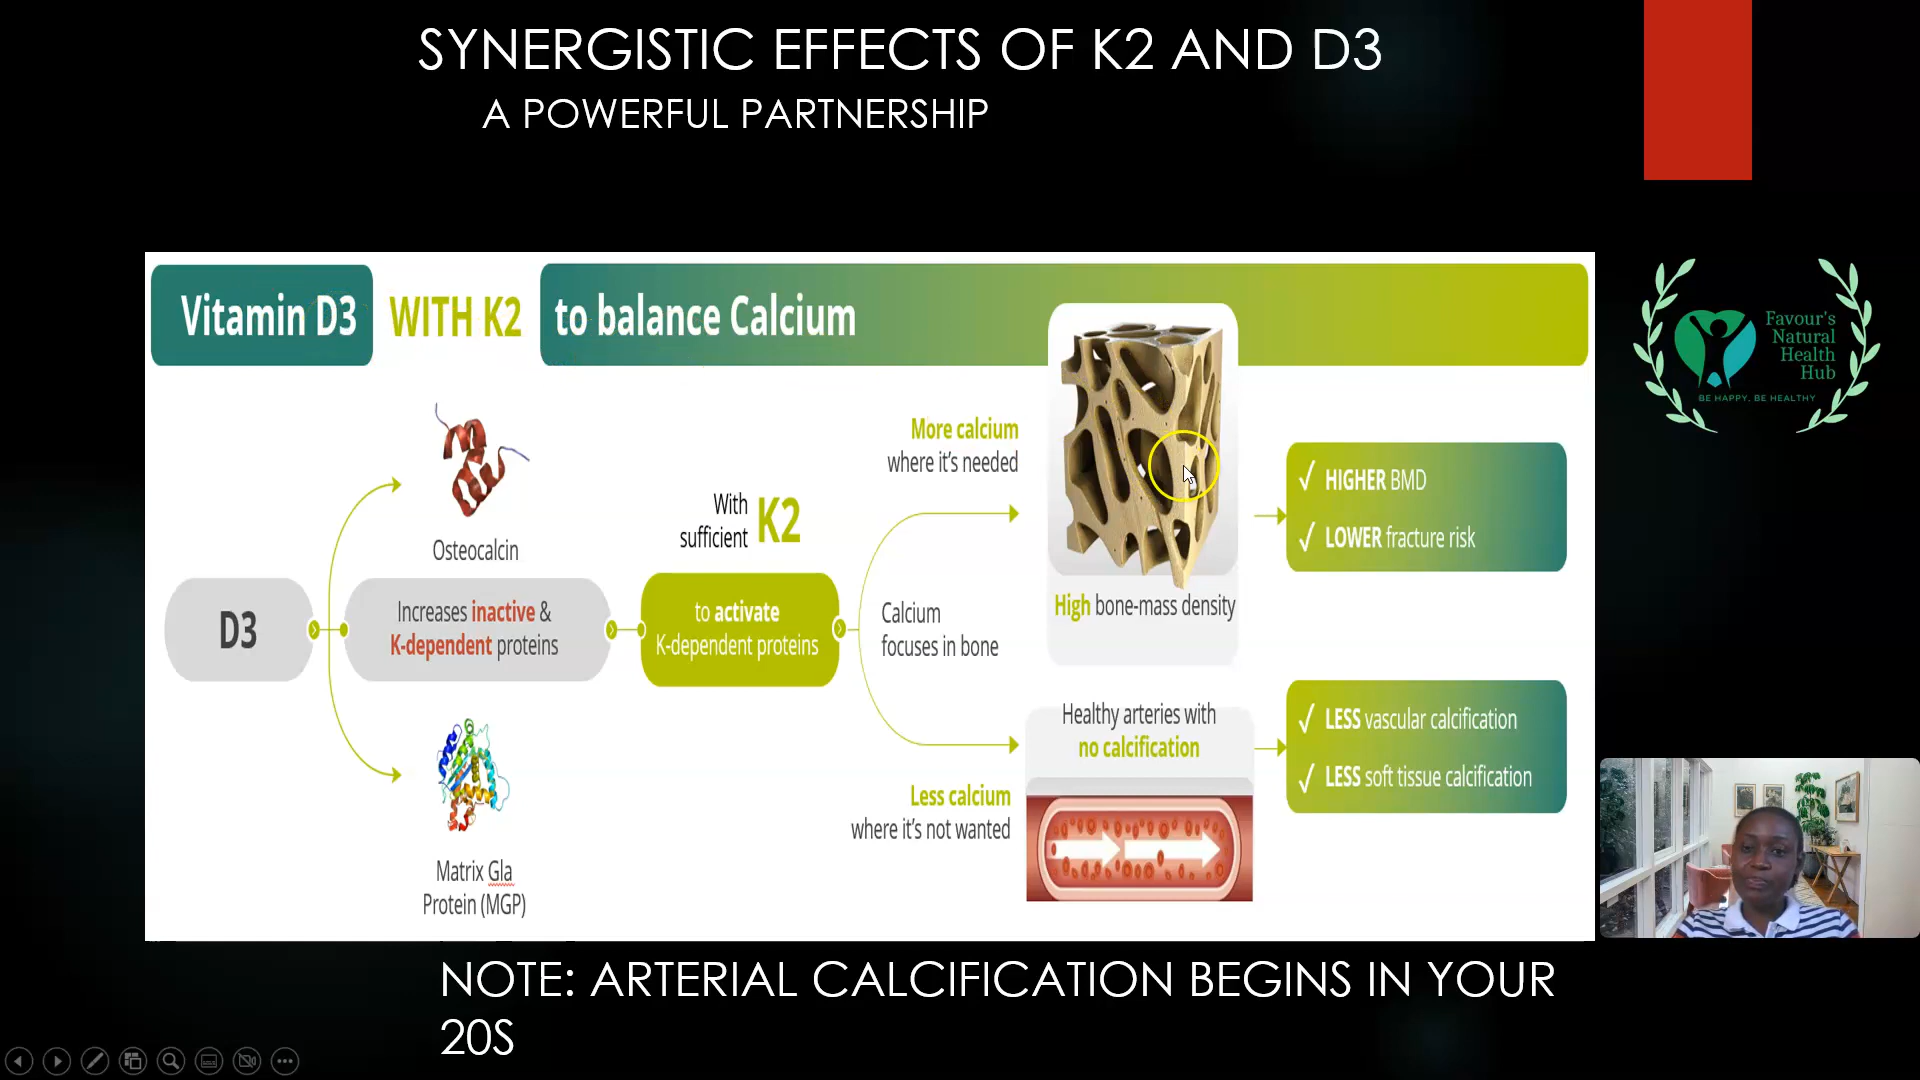 SYNERGISTIC EFFECTS OF K2 AND D3
A POWERFUL PARTNERSHIP
Vitamin D3 WITH K2 to balance Calcium
Favour's
Natural
Health
Hub
BE HAPPY. BE HEALTHY
D3
Osteocalcin
Increases inactive &
K-dependent proteins
Matrix Gla
Protein (MGP)
With
sufficient K2
to activate
K-dependent proteins
More calcium
where it's needed
Calcium
focuses in bone
Less calcium
where it's not wanted
High bone-mass density
Healthy arteries with
no calcification
√ HIGHER BMD
√ LOWER fracture risk
√ LESS vascular calcification
√ LESS soft tissue calcification
NOTE: ARTERIAL CALCIFICATION BEGINS IN YOUR
20S